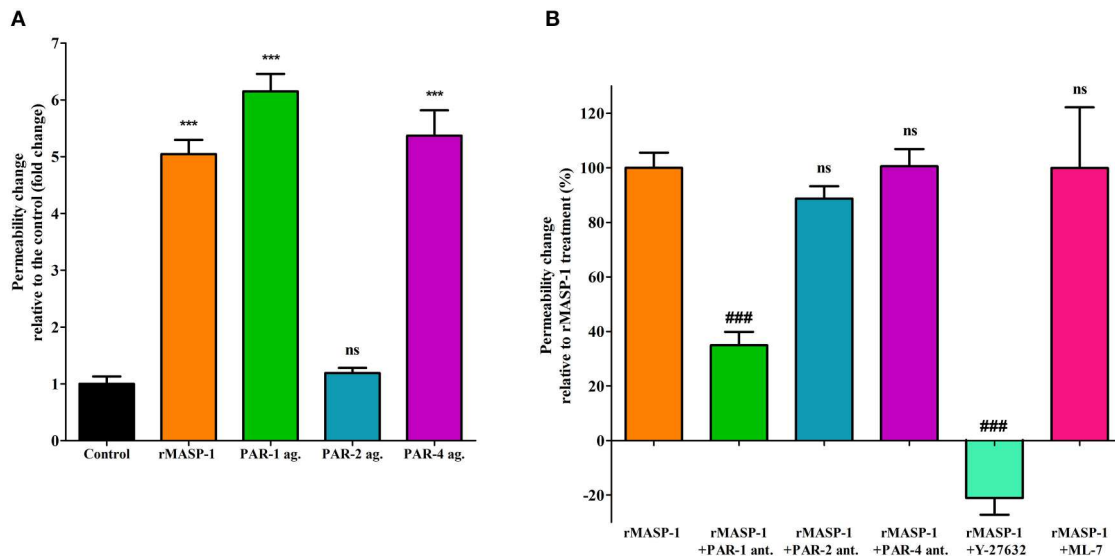 A
Permeability change
relative to the control (fold change)
7
6
5
4
3
2
1
0
***
***
ns
***
Control rMASP-1 PAR-1 ag. PAR-2 ag. PAR-4 ag.
B
Permeability change
relative to rMASP-1 treatment (%)
120
100
80
60
40
20
0
-20
###
ns
ns
###
ns
rMASP-1 rMASP-1 rMASP-1 rMASP-1 rMASP-1 rMASP-1
+PAR-1 ant. +PAR-2 ant. +PAR-4 ant. +Y-27632 +ML-7